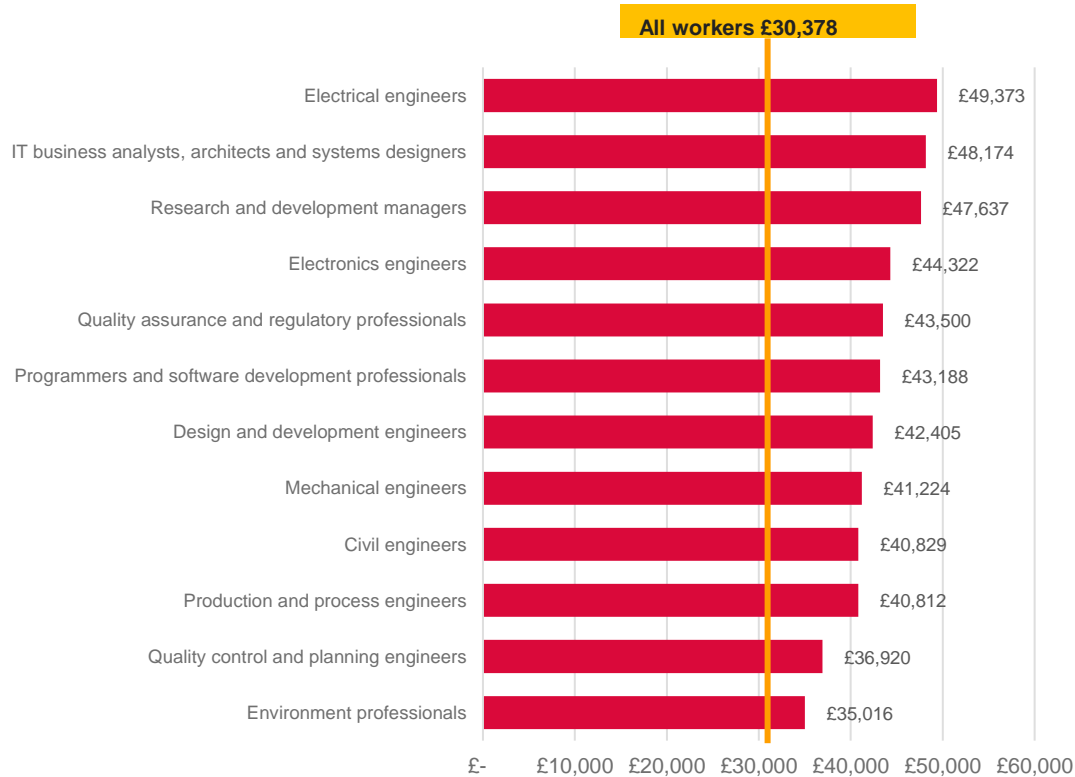 All workers £30,378
Electrical engineers £49,373
IT business analysts, architects and systems designers £48,174
Research and development managers £47,637
Electronics engineers £44,322
Quality assurance and regulatory professionals £43,500
Programmers and software development professionals £43,188
Design and development engineers £42,405
Mechanical engineers £41,224
Civil engineers £40,829
Production and process engineers £40,812
Quality control and planning engineers £36,920
Environment professionals £35,016
£- £10,000 £20,000 £30,000 £40,000 £50,000 £60,000